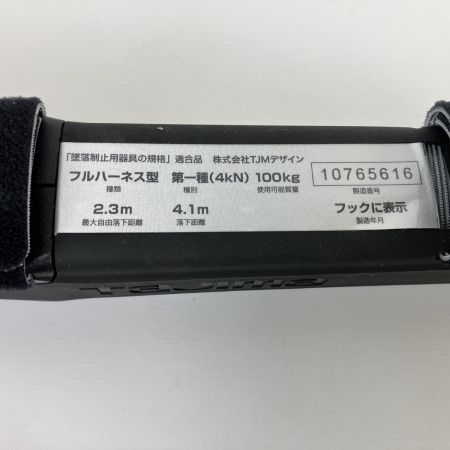 「墜落制止用器具の規格」適合品 株式会社TJMデザイン
フルハーネス型 第一種(4kN) 100kg 10765616
種類 種別 使用可能質量 製造番号
2.3m 4.1m フックに表示
最大自由落下距離 落下距離 製造年月
TAJIMA